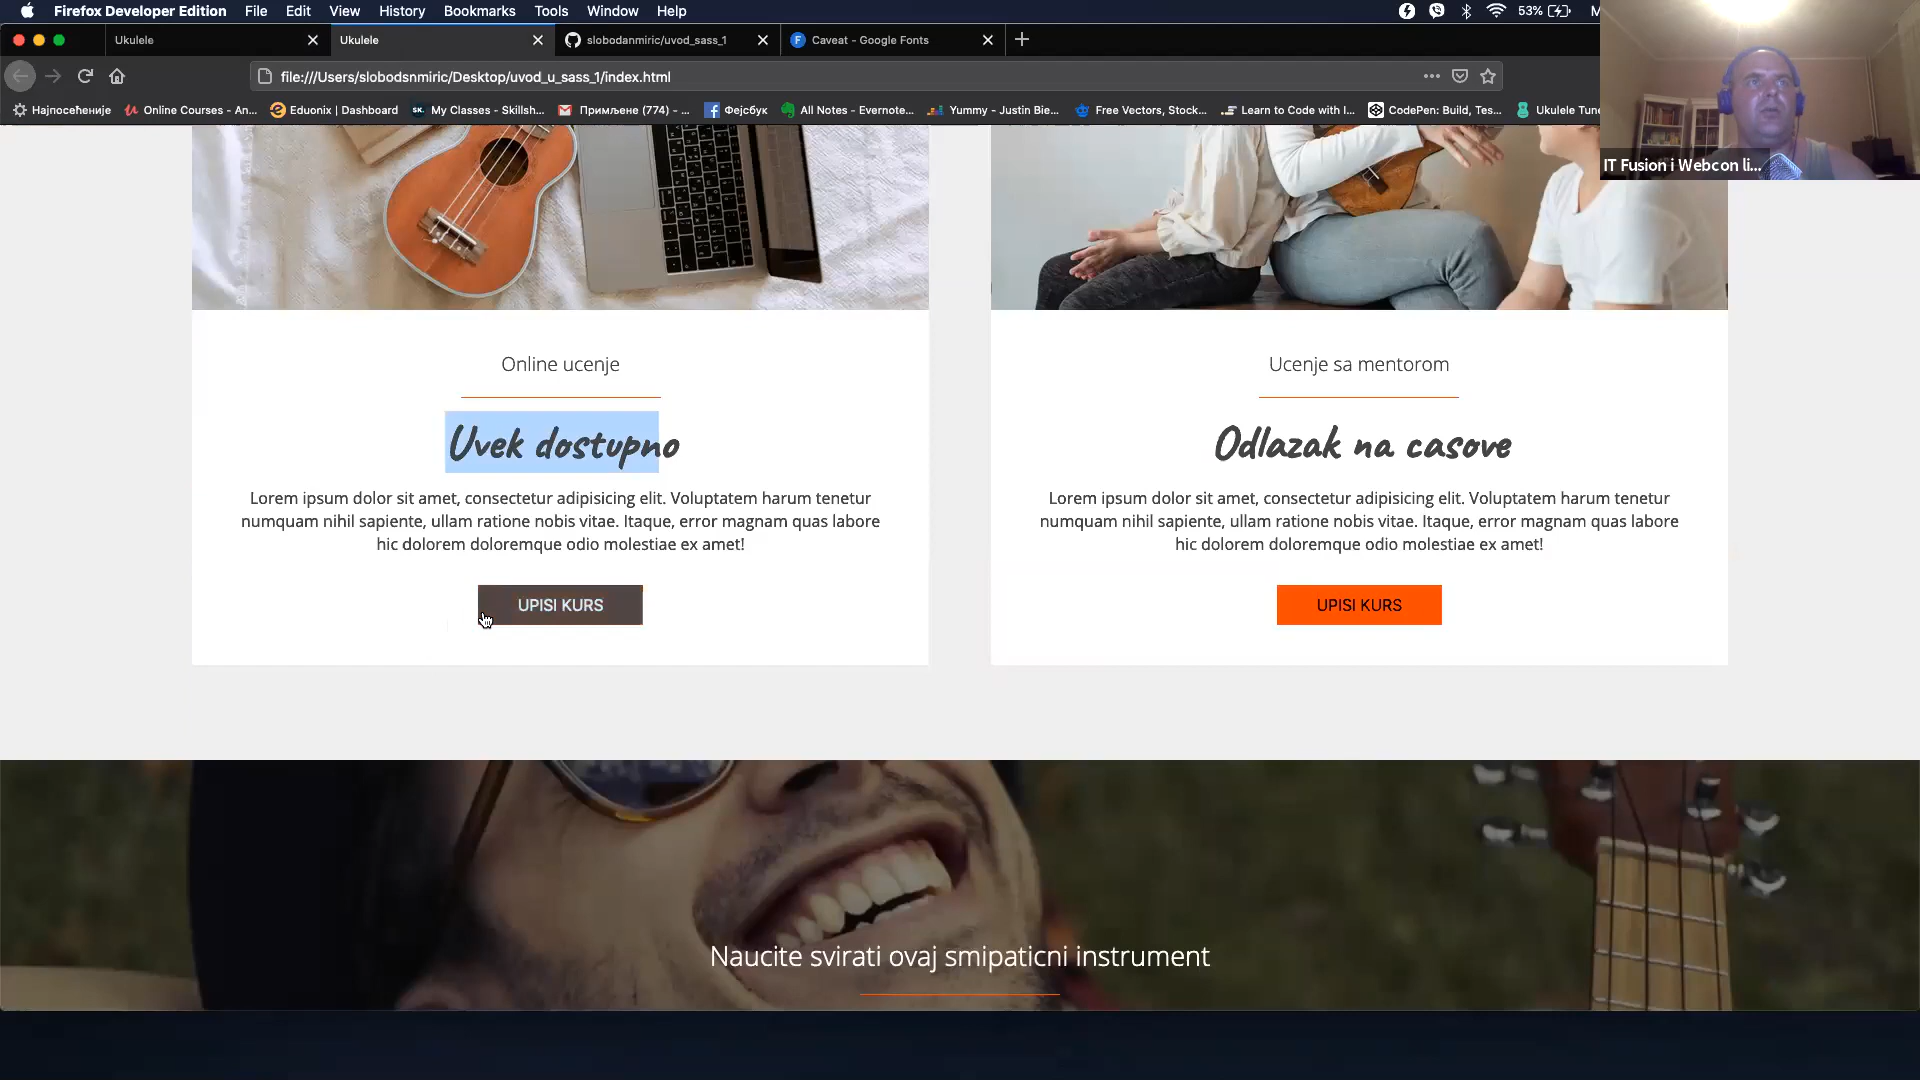 Firefox Developer Edition File Edit View History Bookmarks Tools Window Help 53%
Ukulele
Ukulele
slobodanmiric/uvod_sass_1
Caveat - Google Fonts
file:///Users/slobodsnmiric/Desktop/uvod_u_sass_1/index.html
Најпосећеније Online Courses - An... Eduonix | Dashboard SK. My Classes - Skillsh... Примљене (774) - ... Фејсбук All Notes - Evernote... Yummy - Justin Bie... Free Vectors, Stock... Learn to Code with I... CodePen: Build, Tes... Ukulele Tune
IT Fusion i Webcon li...
Online ucenje
Uvek dostupno
Lorem ipsum dolor sit amet, consectetur adipisicing elit. Voluptatem harum tenetur
numquam nihil sapiente, ullam ratione nobis vitae. Itaque, error magnam quas labore
hic dolorem doloremque odio molestiae ex amet!
UPISI KURS
Ucenje sa mentorom
Odlazak na casove
Lorem ipsum dolor sit amet, consectetur adipisicing elit. Voluptatem harum tenetur
numquam nihil sapiente, ullam ratione nobis vitae. Itaque, error magnam quas labore
hic dolorem doloremque odio molestiae ex amet!
UPISI KURS
Naucite svirati ovaj smipaticni instrument